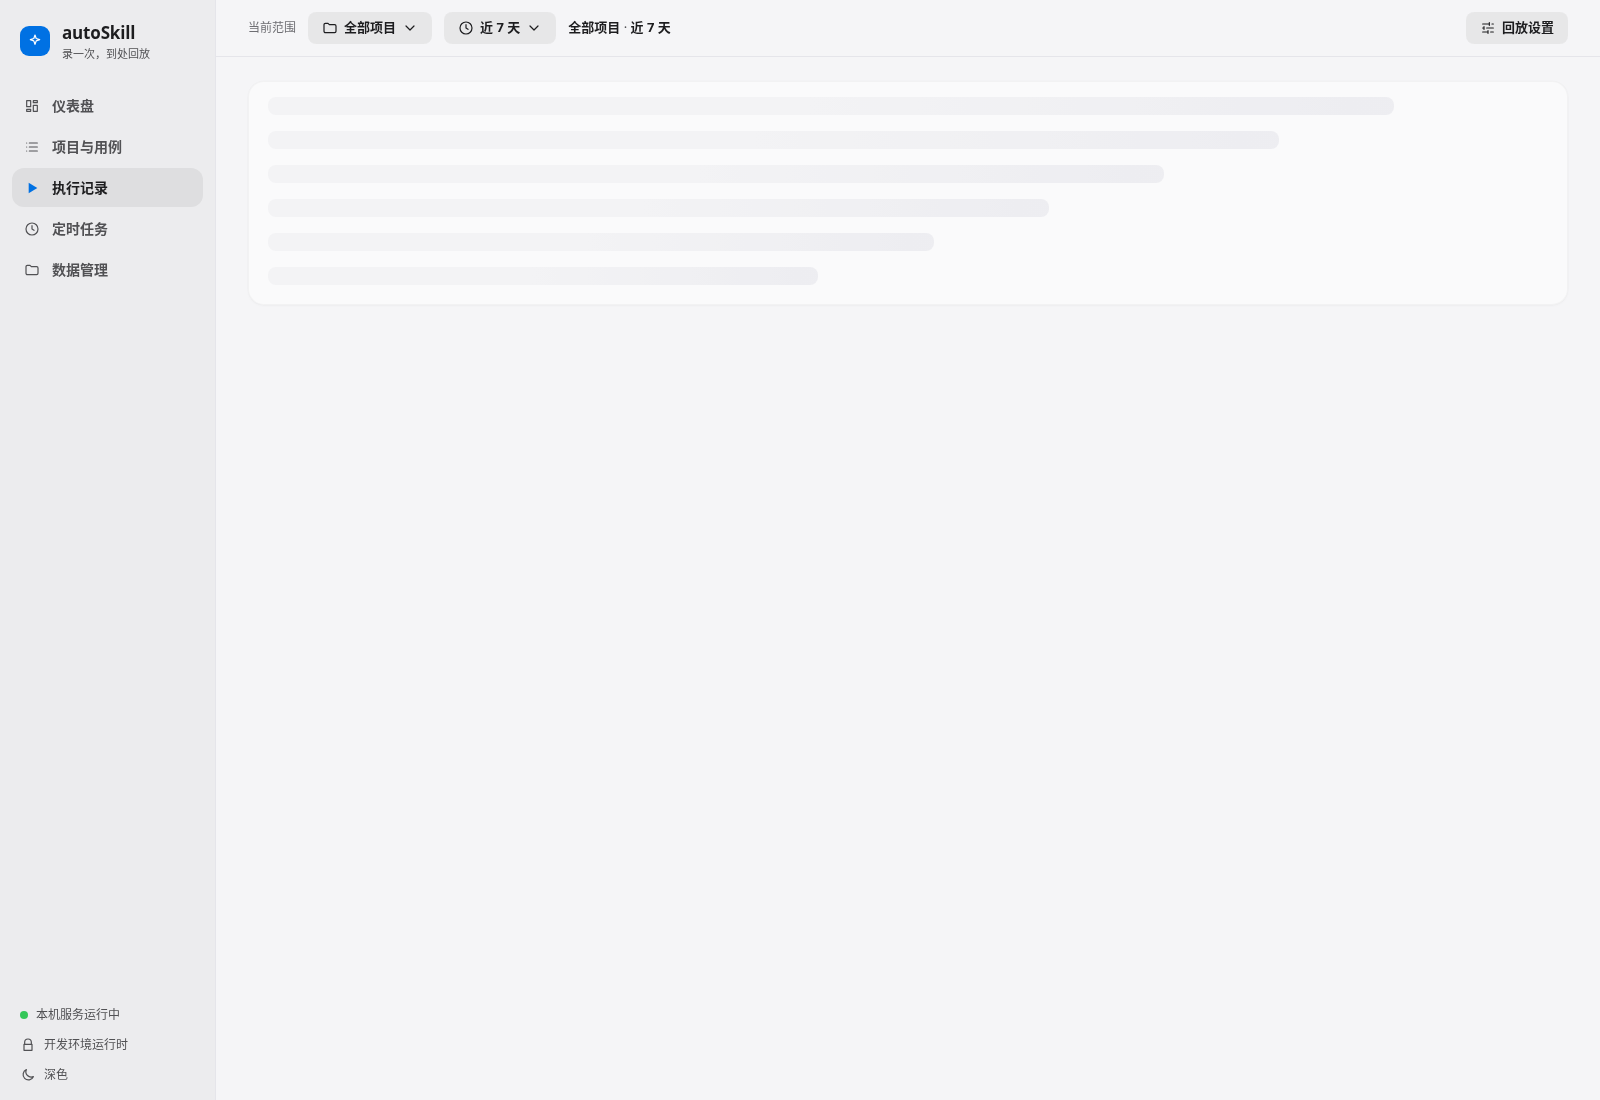 autoSkill
录一次，到处回放
仪表盘
项目与用例
执行记录
定时任务
数据管理
本机服务运行中
开发环境运行时
深色
当前范围
全部项目
近 7 天
全部项目 · 近 7 天
回放设置